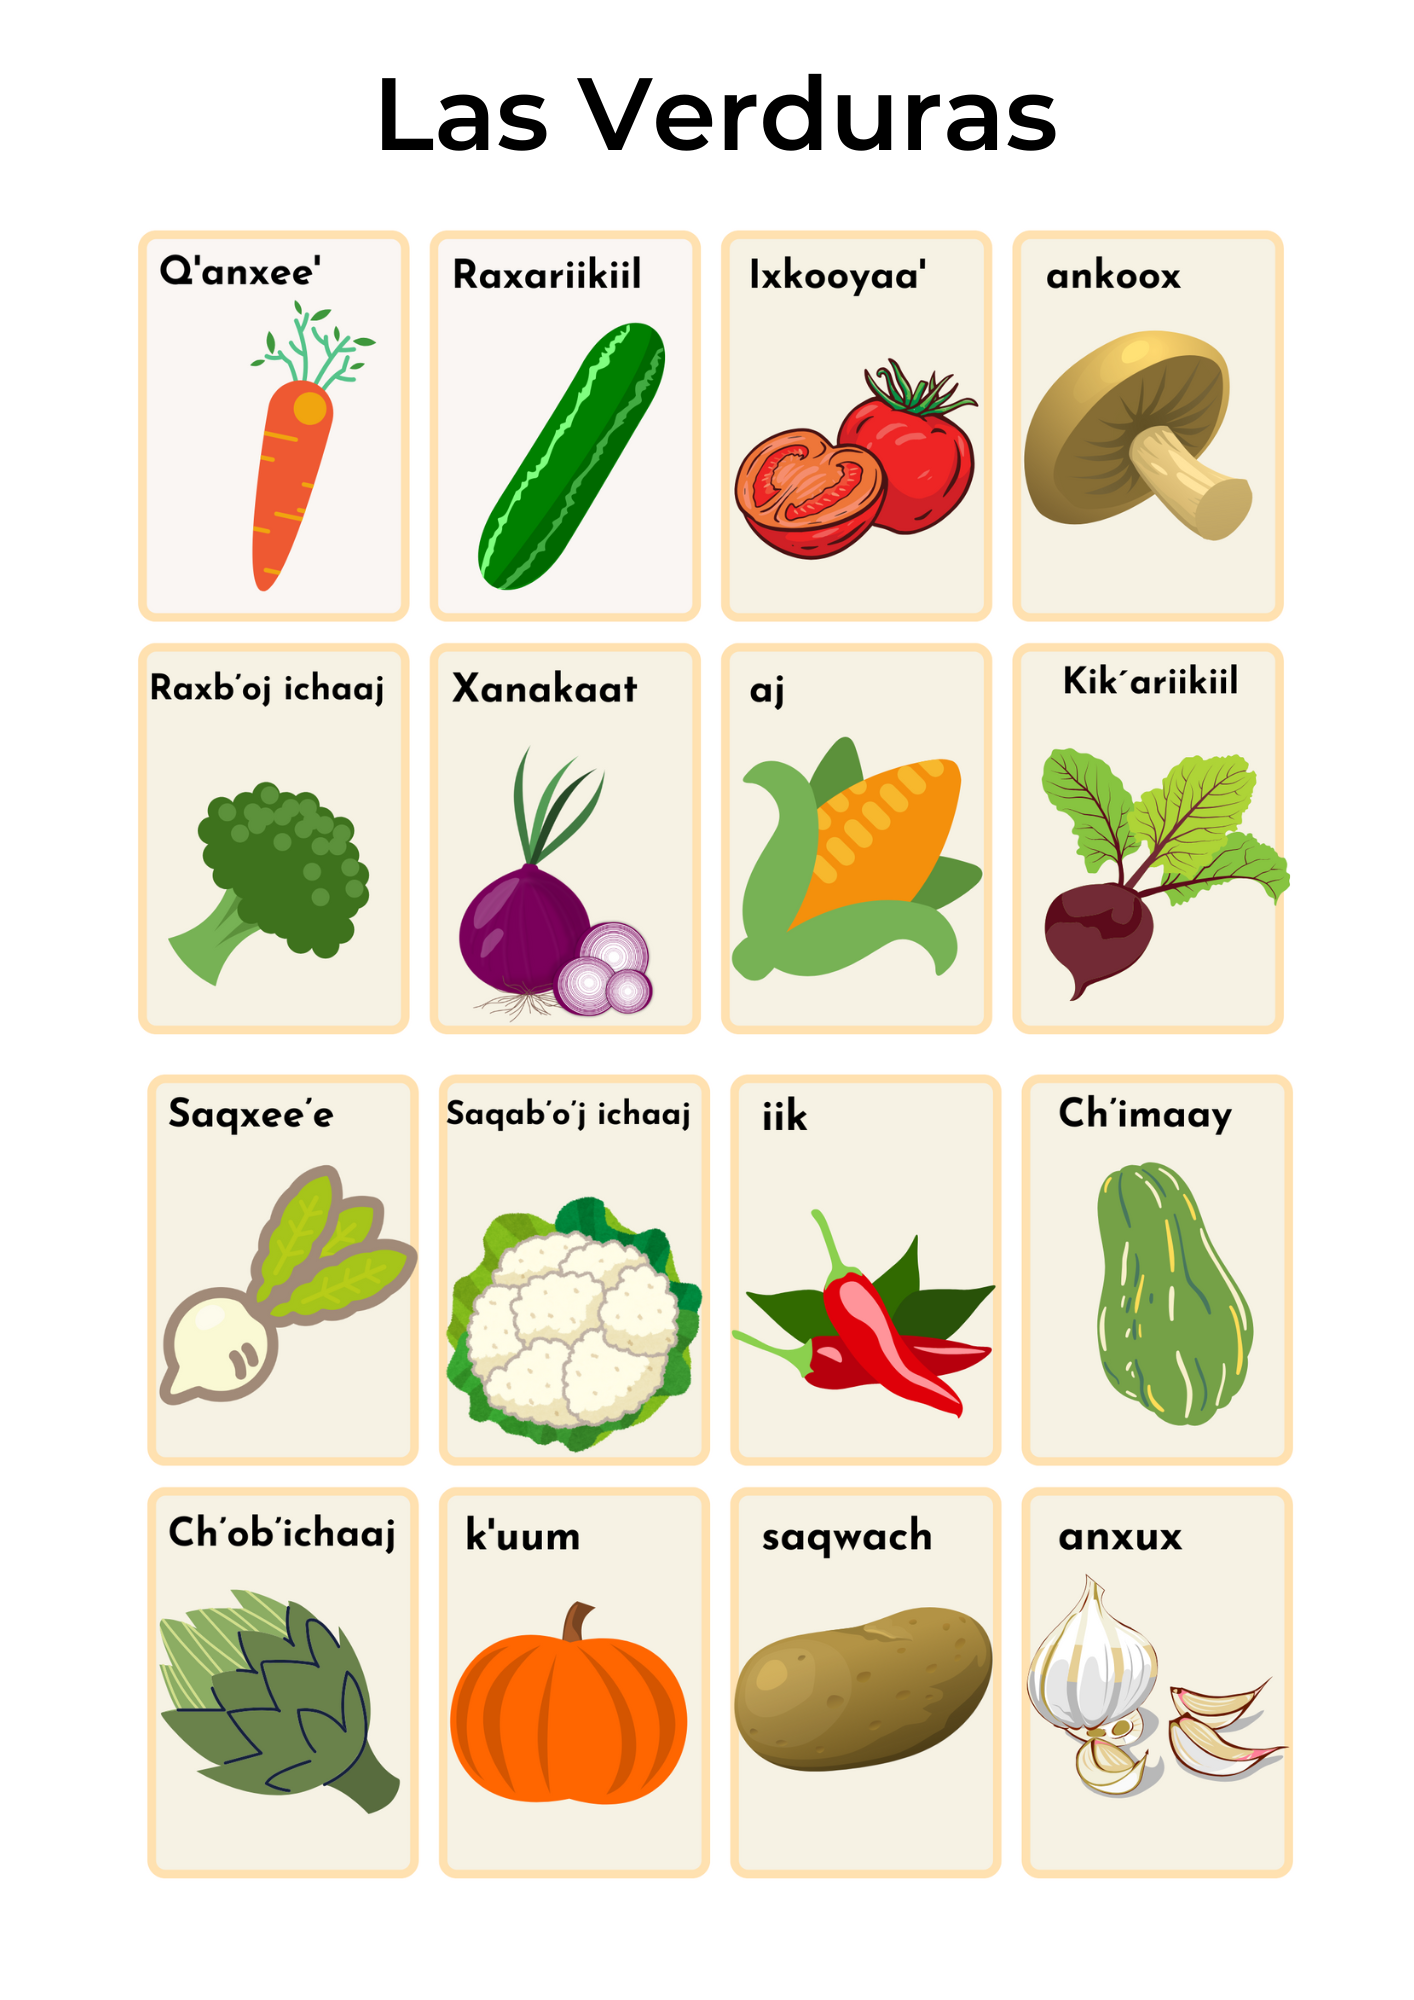 Las Verduras
Q'anxee'
Raxariikiil
Ixkooyaa'
ankoox
Raxb’oj ichaaj
Xanakaat
aj
Kik´ariikiil
Saqxee’e
Saqab’o’j ichaaj
iik
Ch’imaay
Ch’ob’ichaaj
k'uum
saqwach
anxux